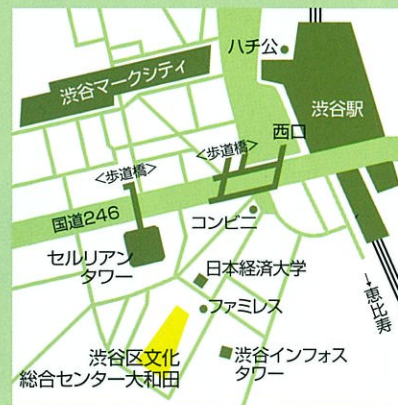 ハチ公
渋谷マークシティ
渋谷駅
西口
<歩道橋>
<歩道橋>
国道246
コンビニ
セルリアン
タワー
日本経済大学
ファミレス
↓恵比寿
渋谷区文化
総合センター大和田
渋谷インフォス
タワー